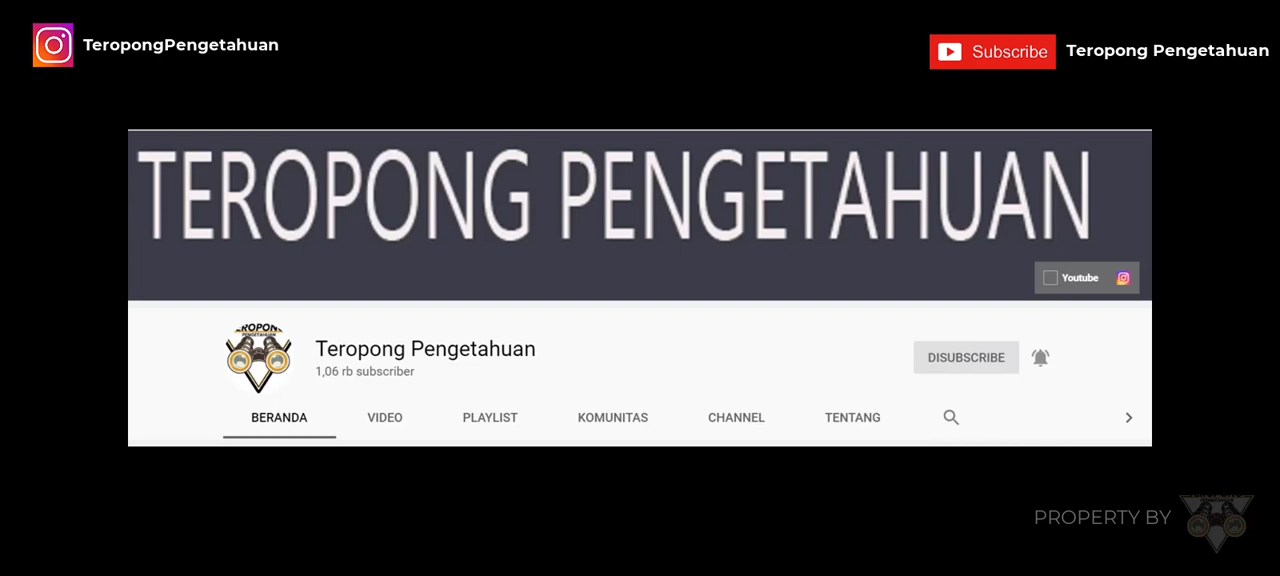 TeropongPengetahuan
Subscribe Teropong Pengetahuan
TEROPONG PENGETAHUAN
Youtube
PENGETAHUAN
Teropong Pengetahuan
1,06 rb subscriber
DISUBSCRIBE
BERANDA VIDEO PLAYLIST KOMUNITAS CHANNEL TENTANG
PROPERTY BY